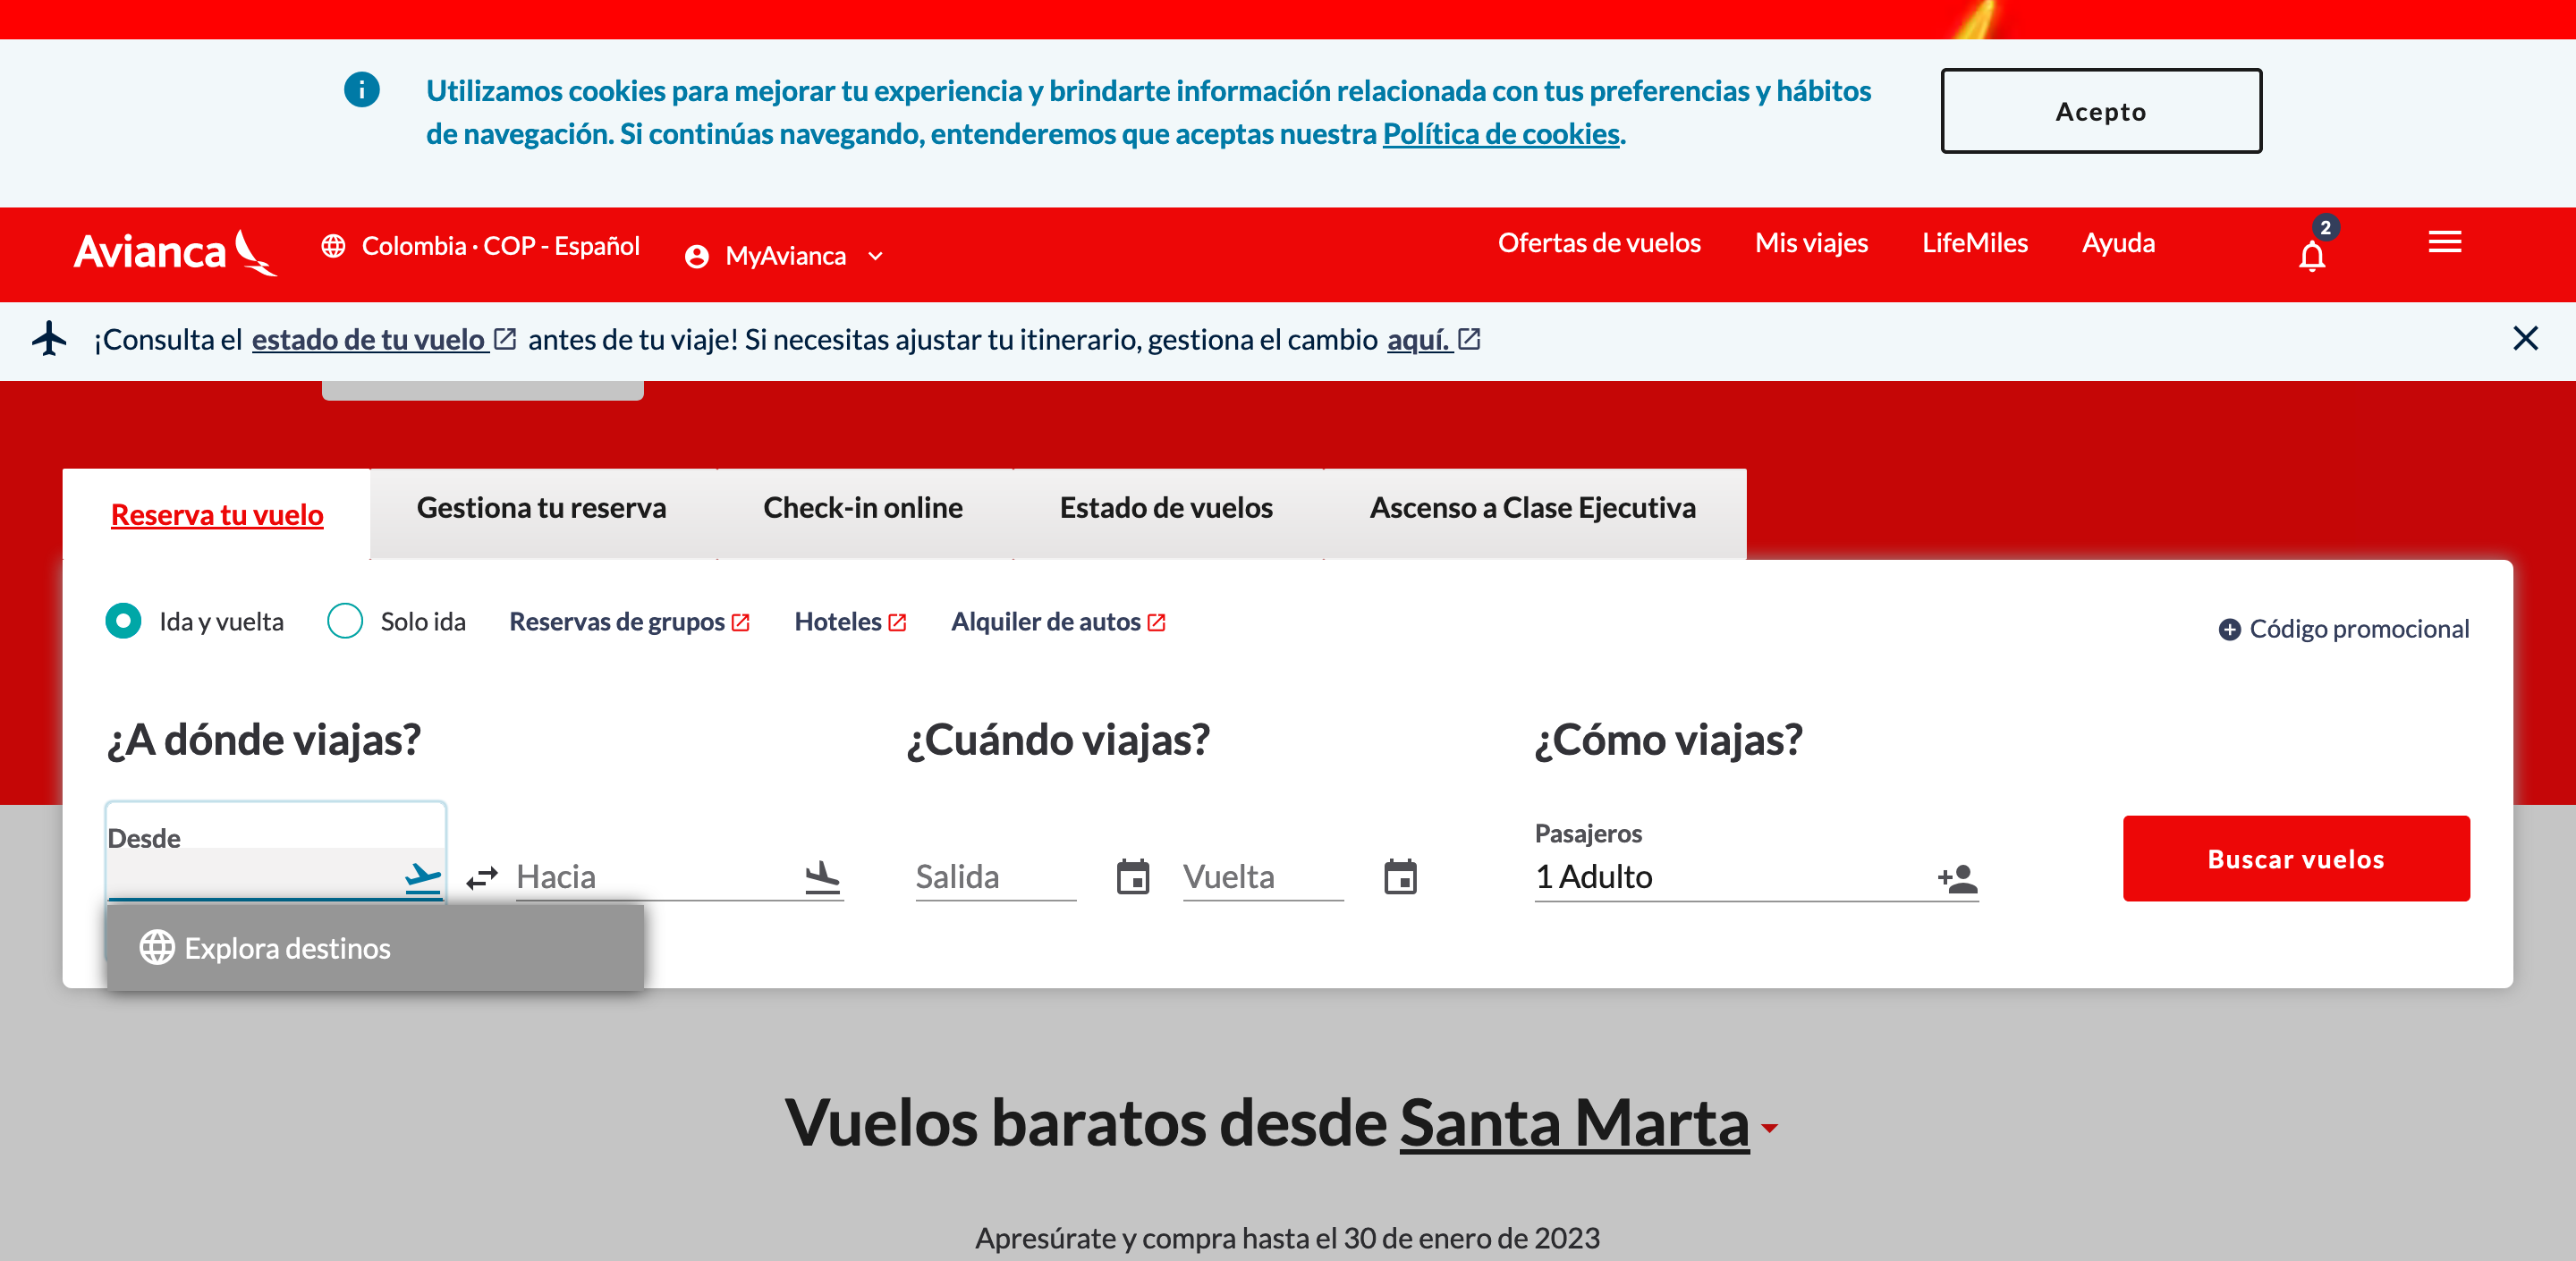 Utilizamos cookies para mejorar tu experiencia y brindarte información relacionada con tus preferencias y hábitos
de navegación. Si continúas navegando, entenderemos que aceptas nuestra Política de cookies.
Acepto
Avianca
Colombia · COP - Español
MyAvianca
Ofertas de vuelos
Mis viajes
LifeMiles
Ayuda
2
¡Consulta el estado de tu vuelo antes de tu viaje! Si necesitas ajustar tu itinerario, gestiona el cambio aquí.
Reserva tu vuelo
Gestiona tu reserva
Check-in online
Estado de vuelos
Ascenso a Clase Ejecutiva
Ida y vuelta
Solo ida
Reservas de grupos
Hoteles
Alquiler de autos
Código promocional
¿A dónde viajas?
¿Cuándo viajas?
¿Cómo viajas?
Desde
Hacia
Salida
Vuelta
Pasajeros
1 Adulto
Buscar vuelos
Explora destinos
Vuelos baratos desde Santa Marta
Apresúrate y compra hasta el 30 de enero de 2023